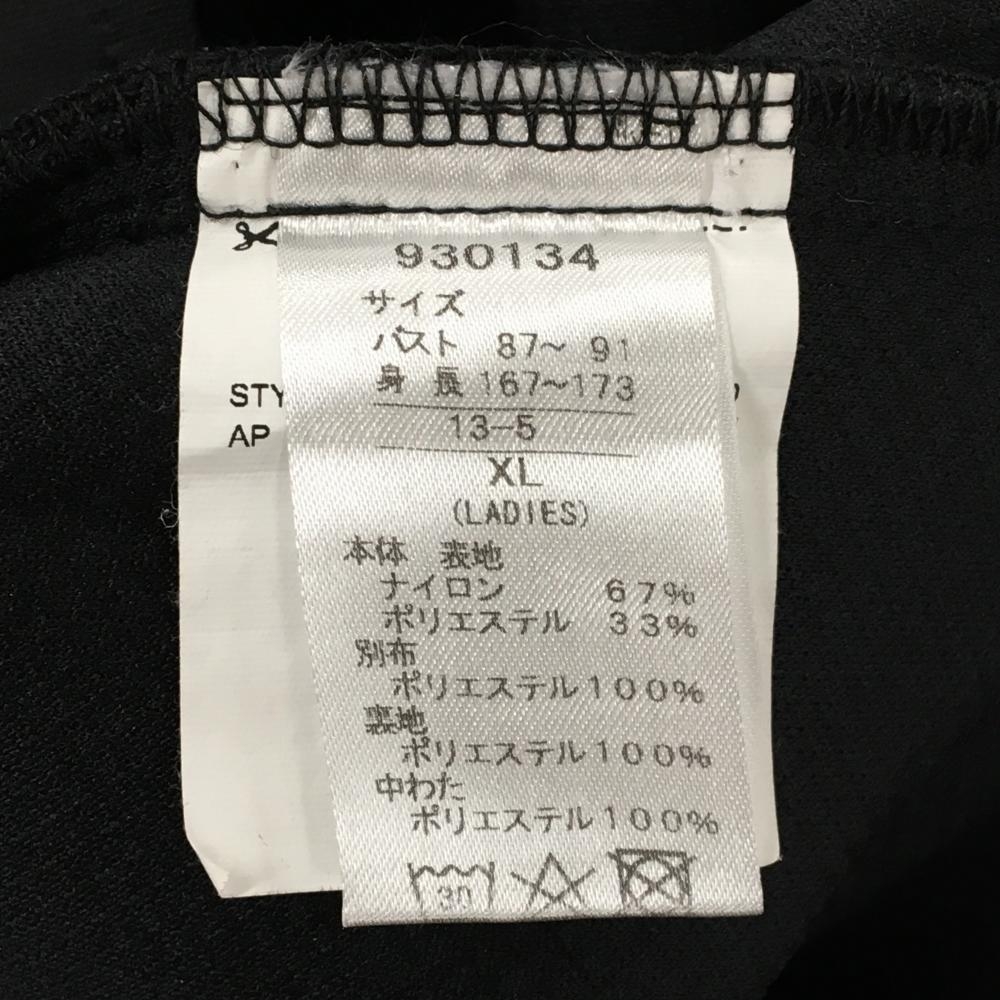 930134
サイズ
バスト 87〜 91
身 長 167〜173
13-5
XL
(LADIES)
STY
AP
本体 表地
ナイロン 67%
ポリエステル 33%
別布
ポリエステル100%
裏地
ポリエステル100%
中わた
ポリエステル100%
30